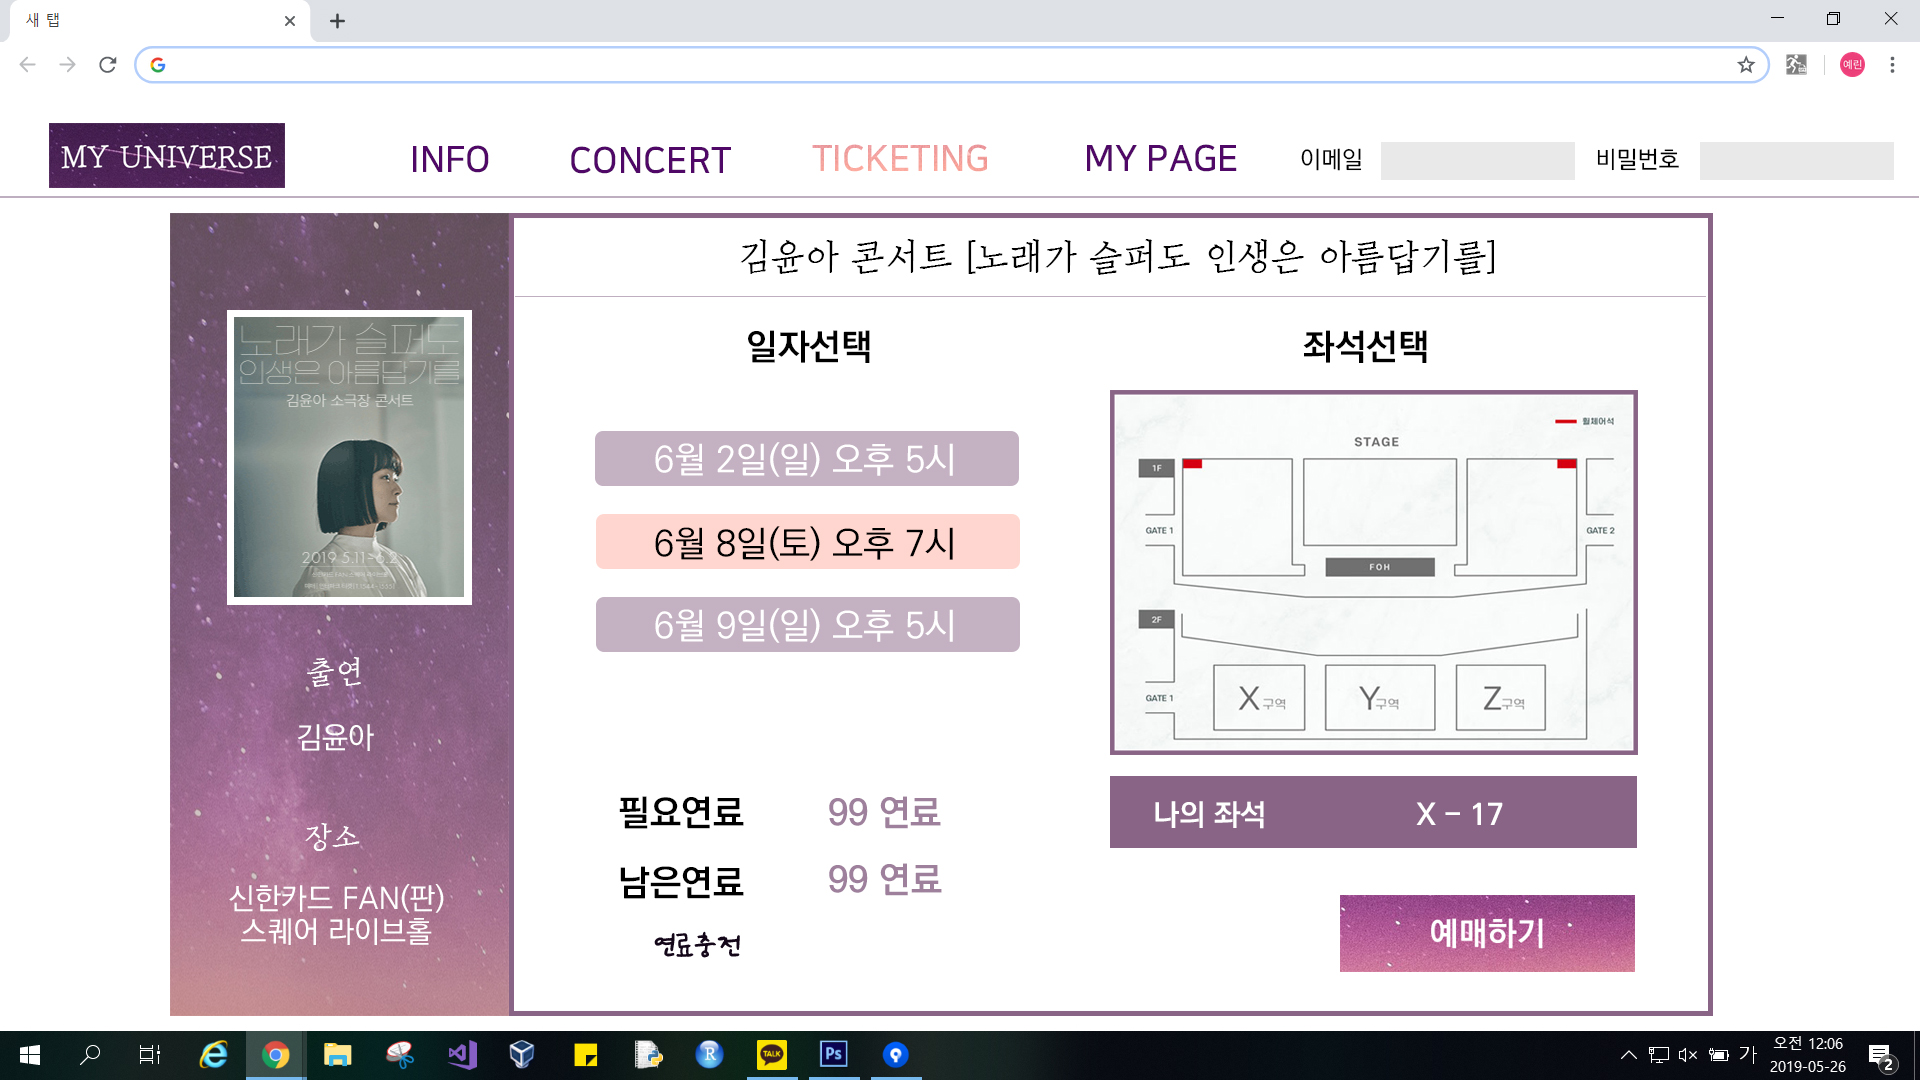 새 탭
예린
MY UNIVERSE
INFO
CONCERT
TICKETING
MY PAGE
이메일
비밀번호
김윤아 콘서트 [노래가 슬퍼도 인생은 아름답기를]
노래가 슬퍼도
인생은 아름답기를
김윤아 소극장 콘서트
2019 5.11-6.2
출연
김윤아
장소
신한카드 FAN(판)
스퀘어 라이브홀
일자선택
6월 2일(일) 오후 5시
6월 8일(토) 오후 7시
6월 9일(일) 오후 5시
필요연료 99 연료
남은연료 99 연료
연료충전
좌석선택
휠체어석
STAGE
1F
GATE 1
GATE 2
FOH
2F
GATE 1
X구역
Y구역
Z구역
나의 좌석 X - 17
예매하기
TALK
Ps
R
가
오전 12:06
2019-05-26
2